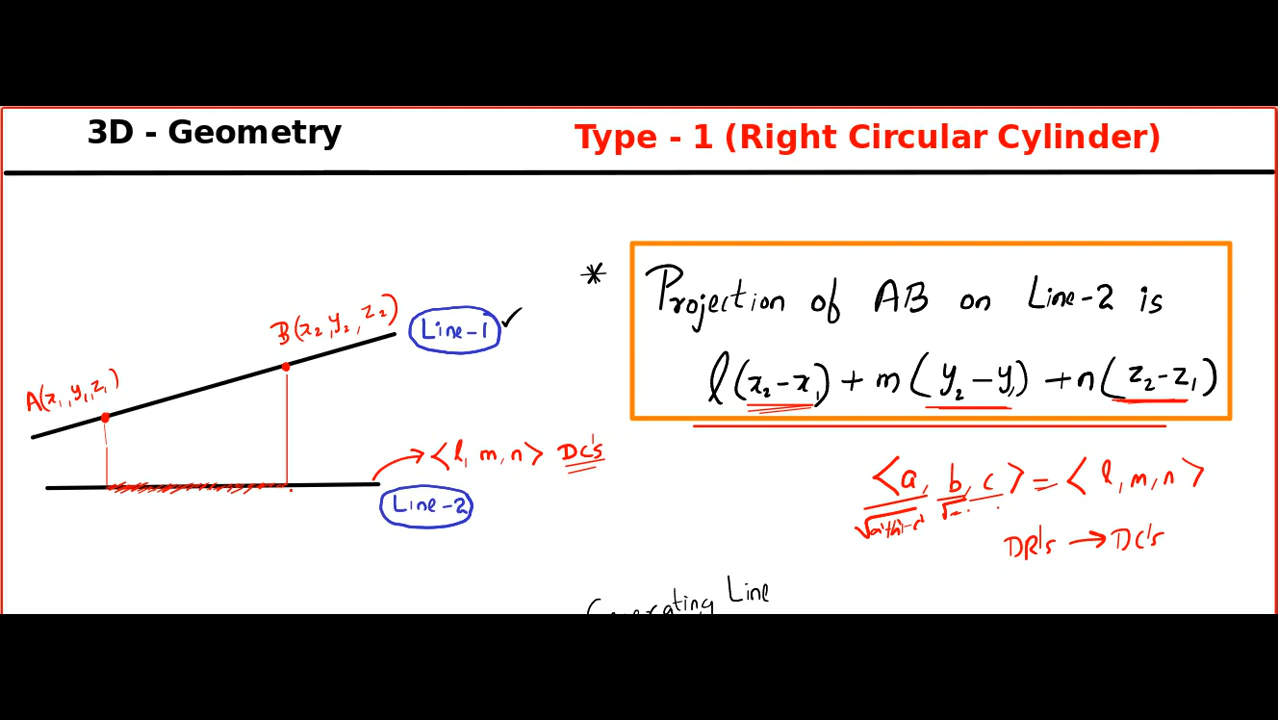 3D - Geometry
Type - 1 (Right Circular Cylinder)
* Projection of AB on Line-2 is
l(x₂-x₁) + m(y₂-y₁) + n(z₂-z₁)
B(x₂, y₂, z₂)
Line-1 ✓
A(x₁, y₁, z₁)
<l, m, n> DC's
Line-2
<a, b, c> = <l, m, n>
DR's → DC's
Generating Line